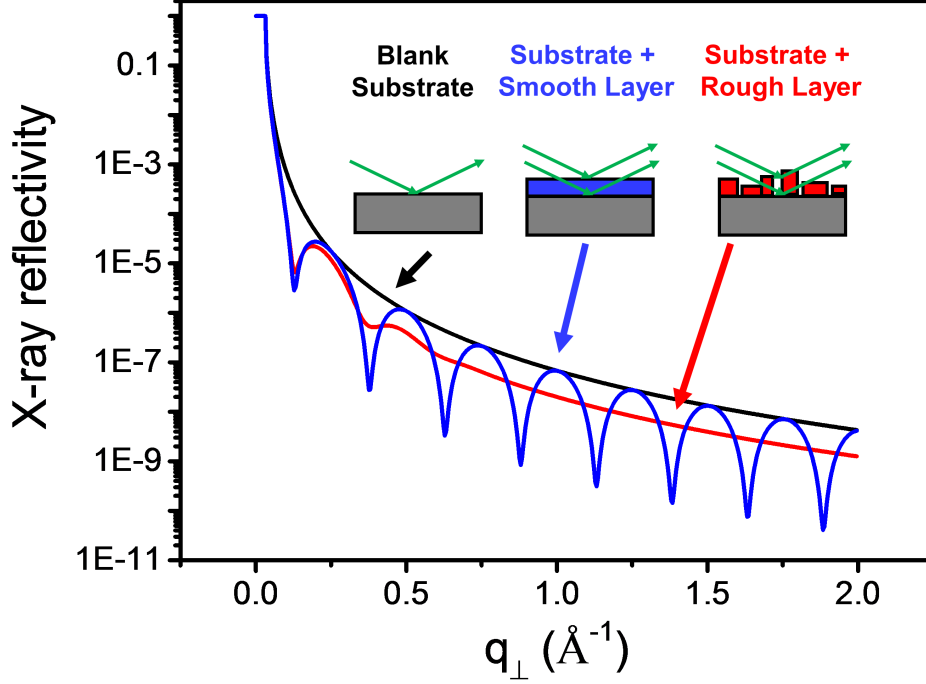 Blank
Substrate
Substrate +
Smooth Layer
Substrate +
Rough Layer
X-ray reflectivity
0.1
1E-3
1E-5
1E-7
1E-9
1E-11
0.0
0.5
1.0
1.5
2.0
q⊥ (Å⁻¹)